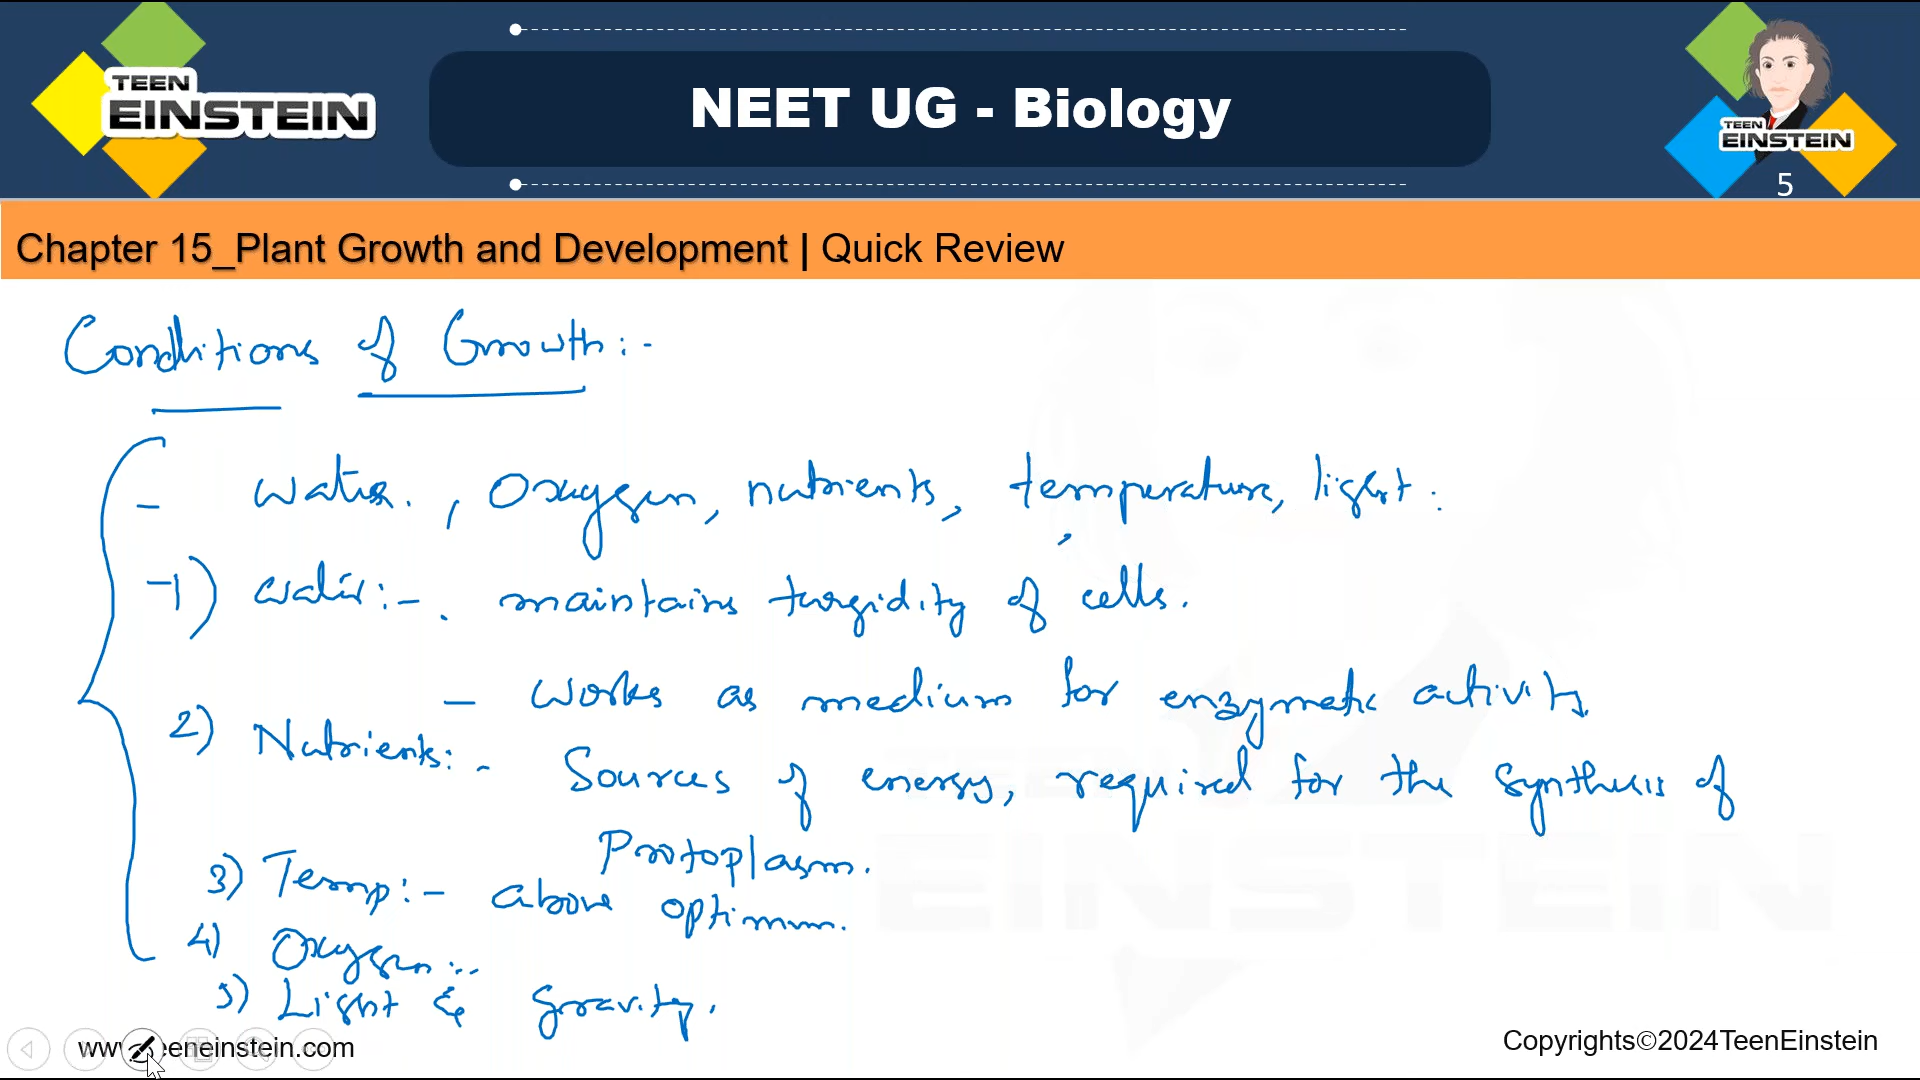 TEEN
EINSTEIN
NEET UG - Biology
TEEN
EINSTEIN
5
Chapter 15_Plant Growth and Development | Quick Review
Conditions of Growth:-
- Water. , Oxygen, nutrients, temperature, light.
-1) Water:-. maintains turgidity of cells.
- Works as medium for enzymatic activity
2) Nutrients:- Sources of energy, required for the synthesis of
Protoplasm.
3) Temp:- above optimum.
4) Oxygen:-
5) Light & gravity.
EINSTEIN
www.teeneinstein.com
Copyrights©2024TeenEinstein